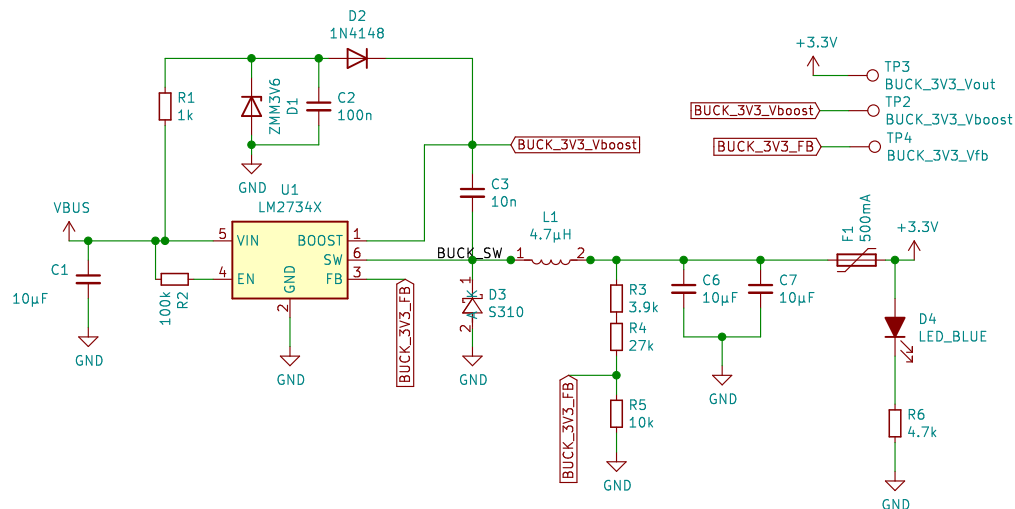 D2
1N4148
R1
1k
ZMM3V6
D1
C2
100n
GND
+3.3V
TP3
BUCK_3V3_Vout
BUCK_3V3_Vboost
TP2
BUCK_3V3_Vboost
BUCK_3V3_FB
TP4
BUCK_3V3_Vfb
BUCK_3V3_Vboost
C3
10n
VBUS
U1
LM2734X
5 VIN
BOOST 1
SW 6
FB 3
4 EN
GND
2
GND
C1
10µF
GND
100k
R2
BUCK_3V3_FB
BUCK_SW
1
K
A
2
D3
S310
GND
L1
4.7µH
1
2
R3
3.9k
R4
27k
BUCK_3V3_FB
R5
10k
GND
C6
10µF
C7
10µF
GND
F1
500mA
+3.3V
D4
LED_BLUE
R6
4.7k
GND